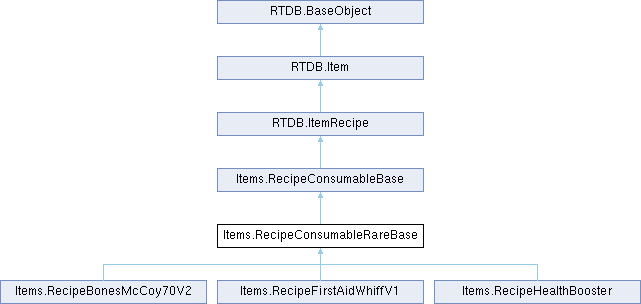 RTDB.BaseObject
RTDB.Item
RTDB.ItemRecipe
Items.RecipeConsumableBase
Items.RecipeConsumableRareBase
Items.RecipeBonesMcCoy70V2
Items.RecipeFirstAidWhiffV1
Items.RecipeHealthBooster